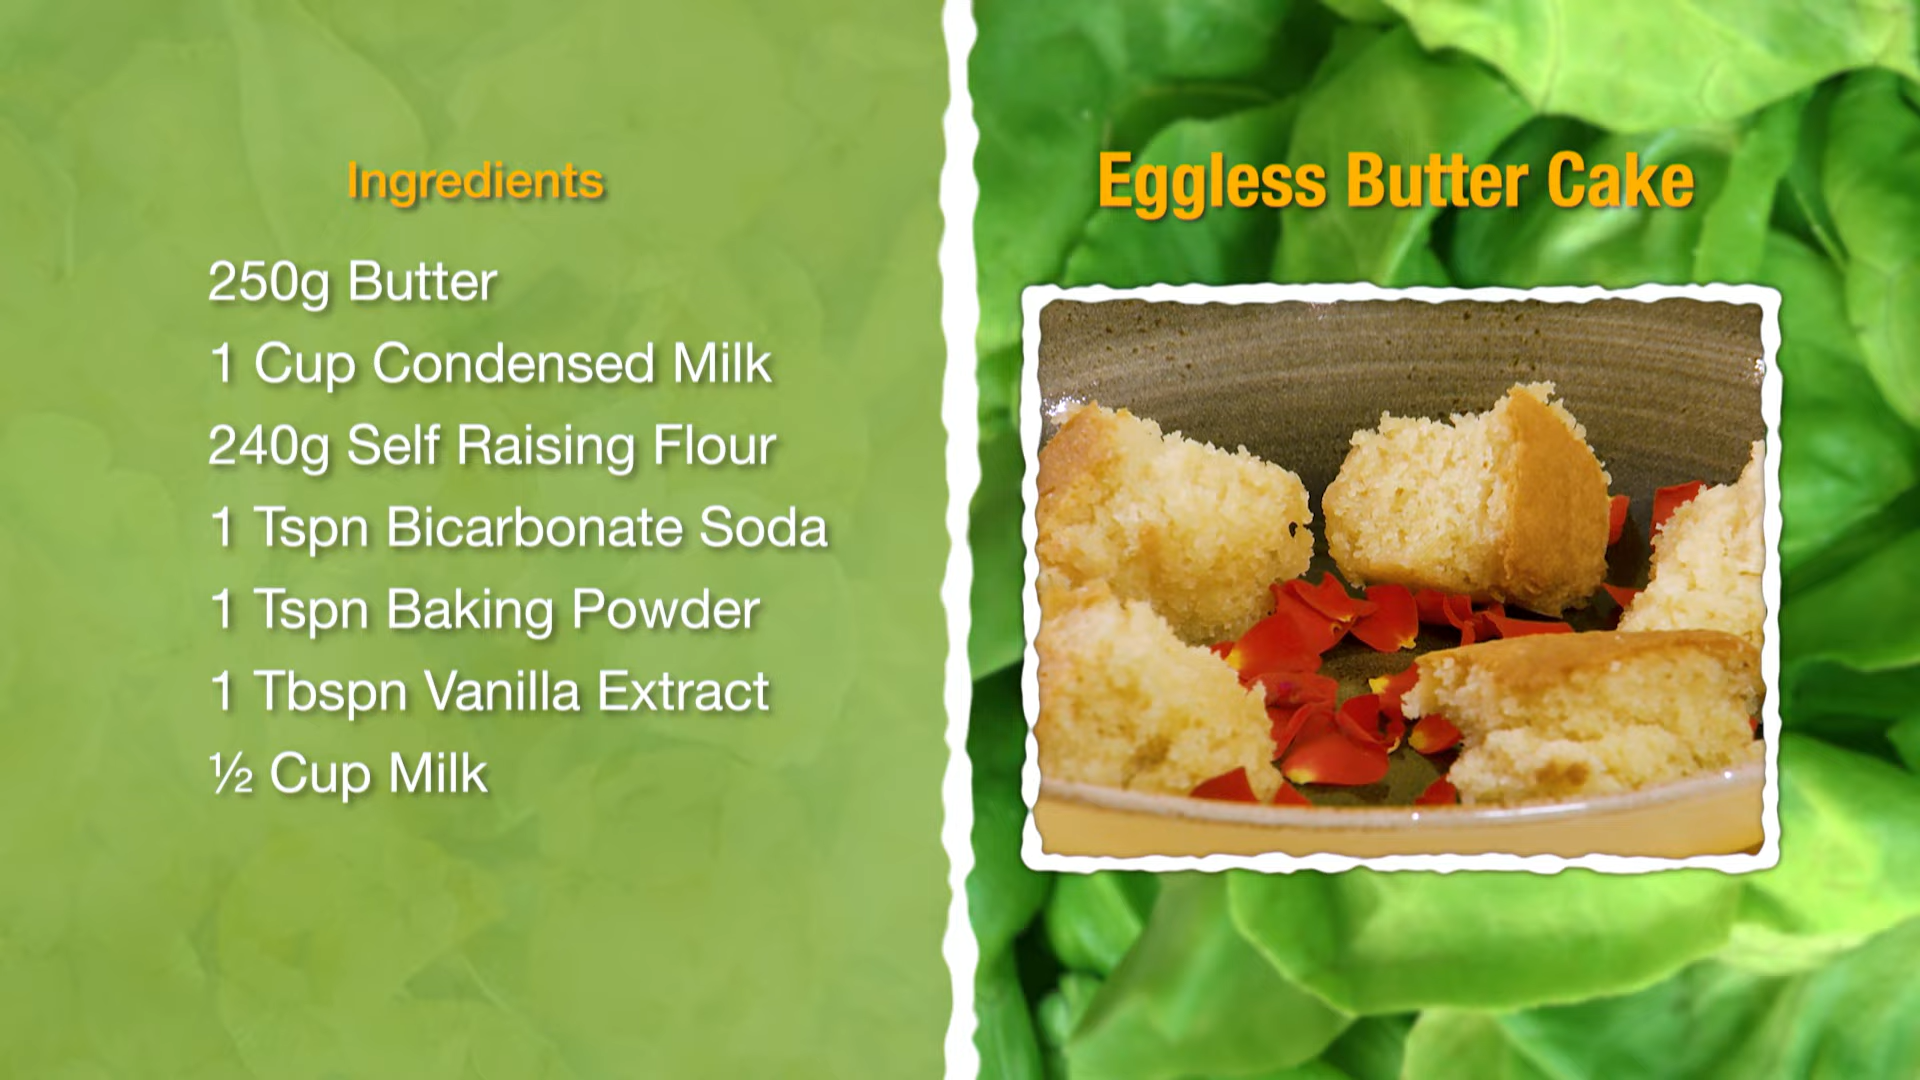 Ingredients
250g Butter
1 Cup Condensed Milk
240g Self Raising Flour
1 Tspn Bicarbonate Soda
1 Tspn Baking Powder
1 Tbspn Vanilla Extract
½ Cup Milk
Eggless Butter Cake